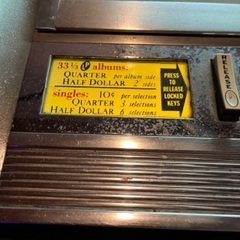 33⅓ albums:
QUARTER per album side
HALF DOLLAR 2 sides
singles: 10¢ per selection
QUARTER 3 selections
HALF DOLLAR 6 selections
PRESS
TO
RELEASE
LOCKED
KEYS
RELEASE